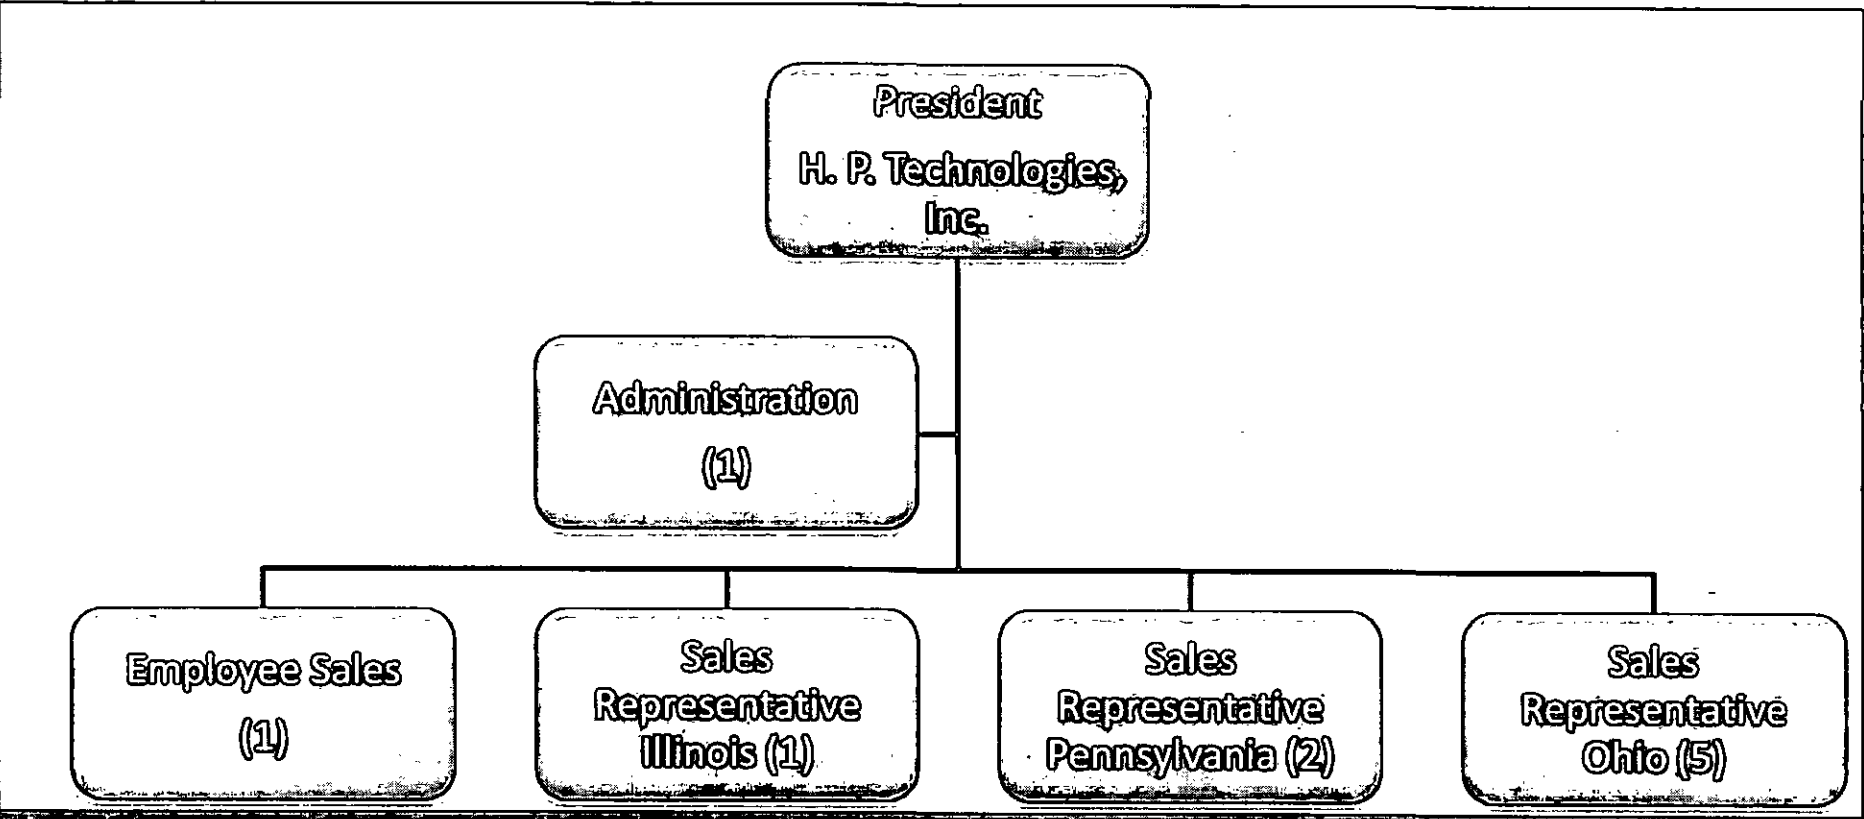 President
H. P. Technologies,
Inc.
Administration
(1)
Employee Sales
(1)
Sales
Representative
Illinois (1)
Sales
Representative
Pennsylvania (2)
Sales
Representative
Ohio (5)